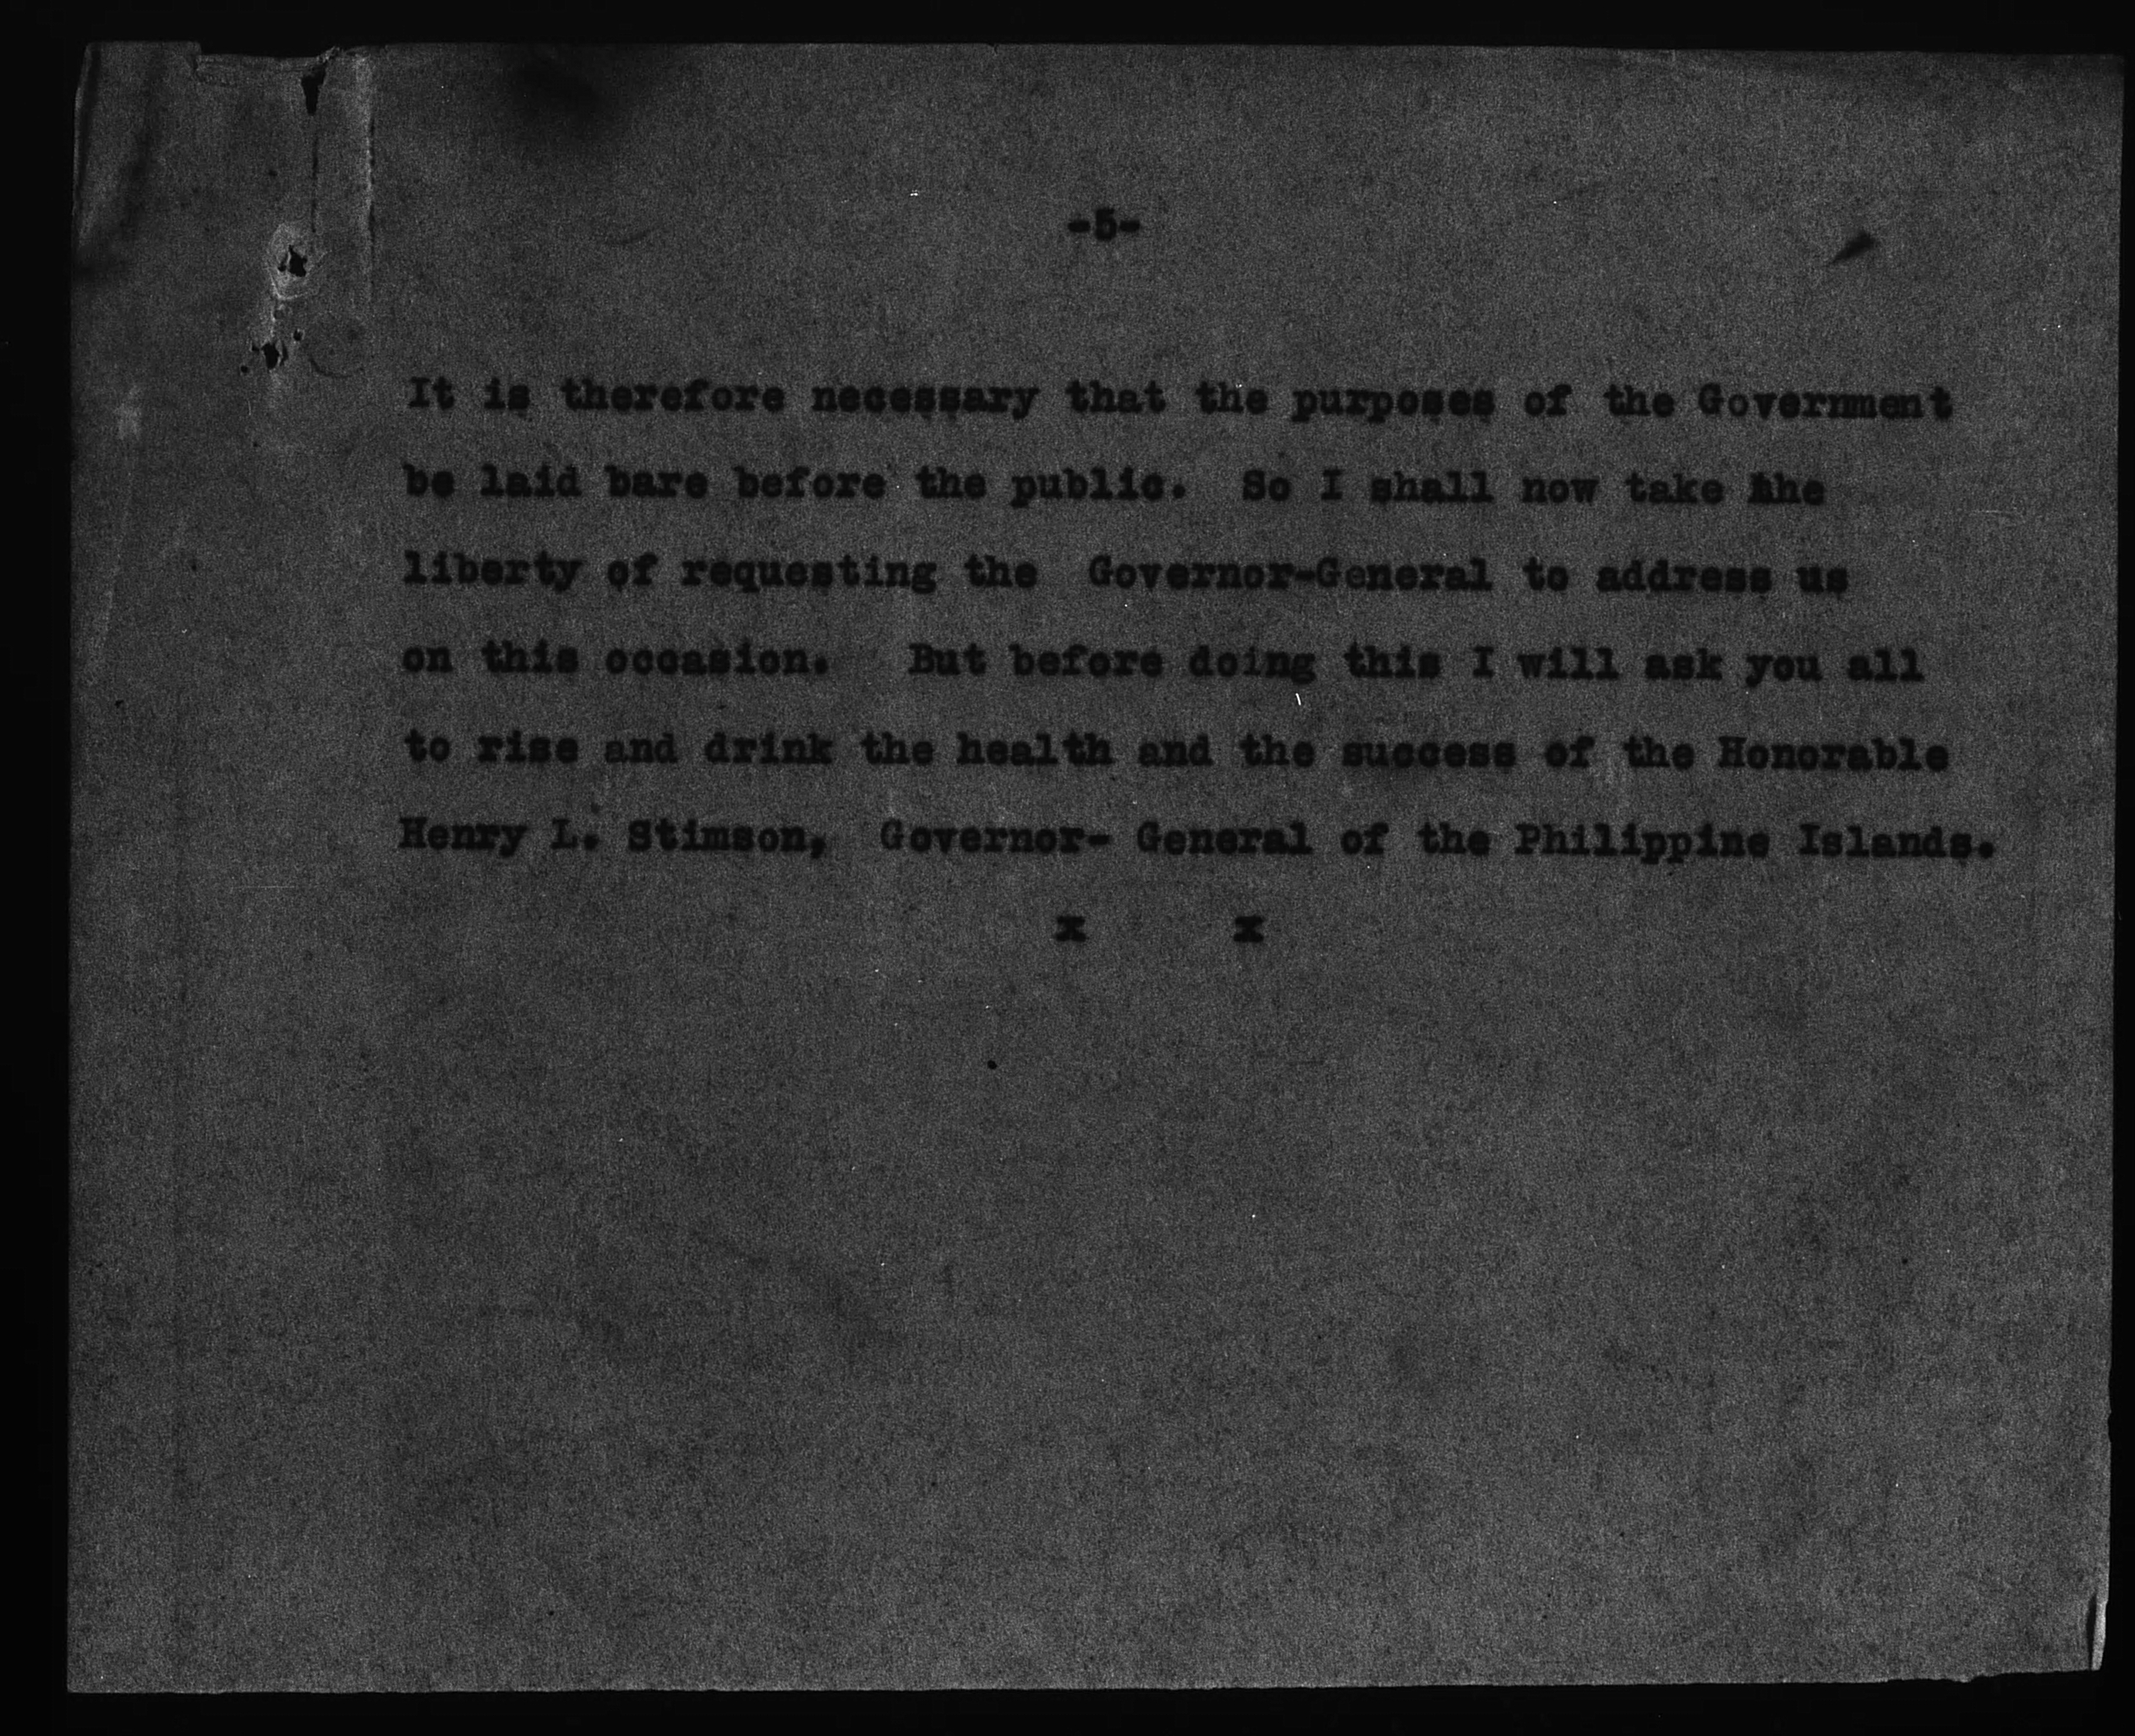 -5-
It is therefore necessary that the purposes of the Government
be laid bare before the public. So I shall now take the
liberty of requesting the Governor-General to address us
on this occasion. But before doing this I will ask you all
to rise and drink the health and the success of the Honorable
Henry L. Stimson, Governor- General of the Philippine Islands.
x x